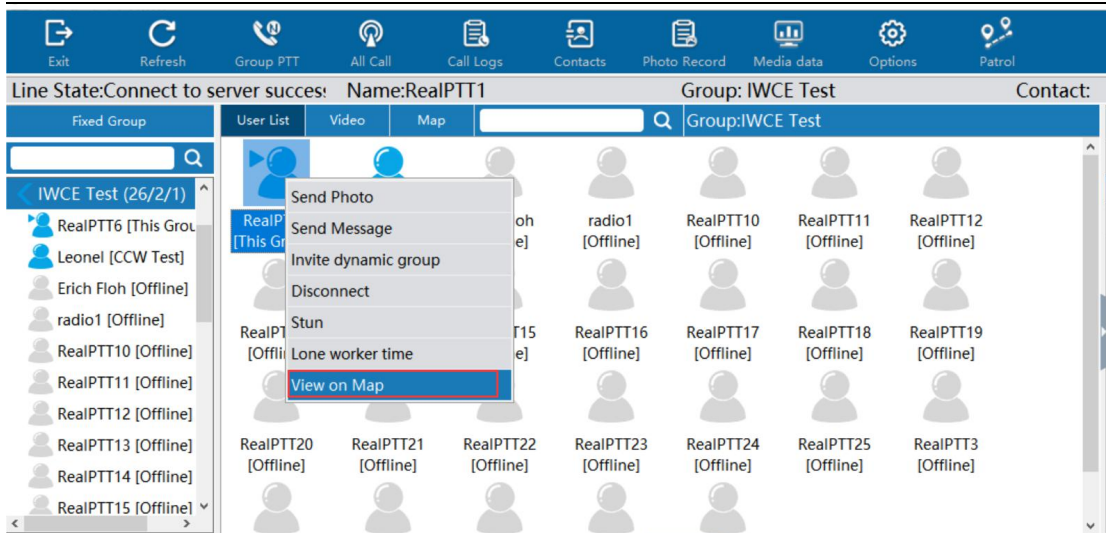 Exit Refresh Group PTT All Call Call Logs Contacts Photo Record Media data Options Patrol
Line State:Connect to server success Name:RealPTT1 Group: IWCE Test Contact:
Fixed Group
User List Video Map Group:IWCE Test
IWCE Test (26/2/1)
RealPTT6 [This Grou
Leonel [CCW Test]
Erich Floh [Offline]
radio1 [Offline]
RealPTT10 [Offline]
RealPTT11 [Offline]
RealPTT12 [Offline]
RealPTT13 [Offline]
RealPTT14 [Offline]
RealPTT15 [Offline]
Send Photo
Send Message
Invite dynamic group
Disconnect
Stun
Lone worker time
View on Map
radio1 RealPTT10 RealPTT11 RealPTT12
[Offline] [Offline] [Offline] [Offline]
RealPTT16 RealPTT17 RealPTT18 RealPTT19
[Offline] [Offline] [Offline] [Offline]
RealPTT20 RealPTT21 RealPTT22 RealPTT23 RealPTT24 RealPTT25 RealPTT3
[Offline] [Offline] [Offline] [Offline] [Offline] [Offline] [Offline]